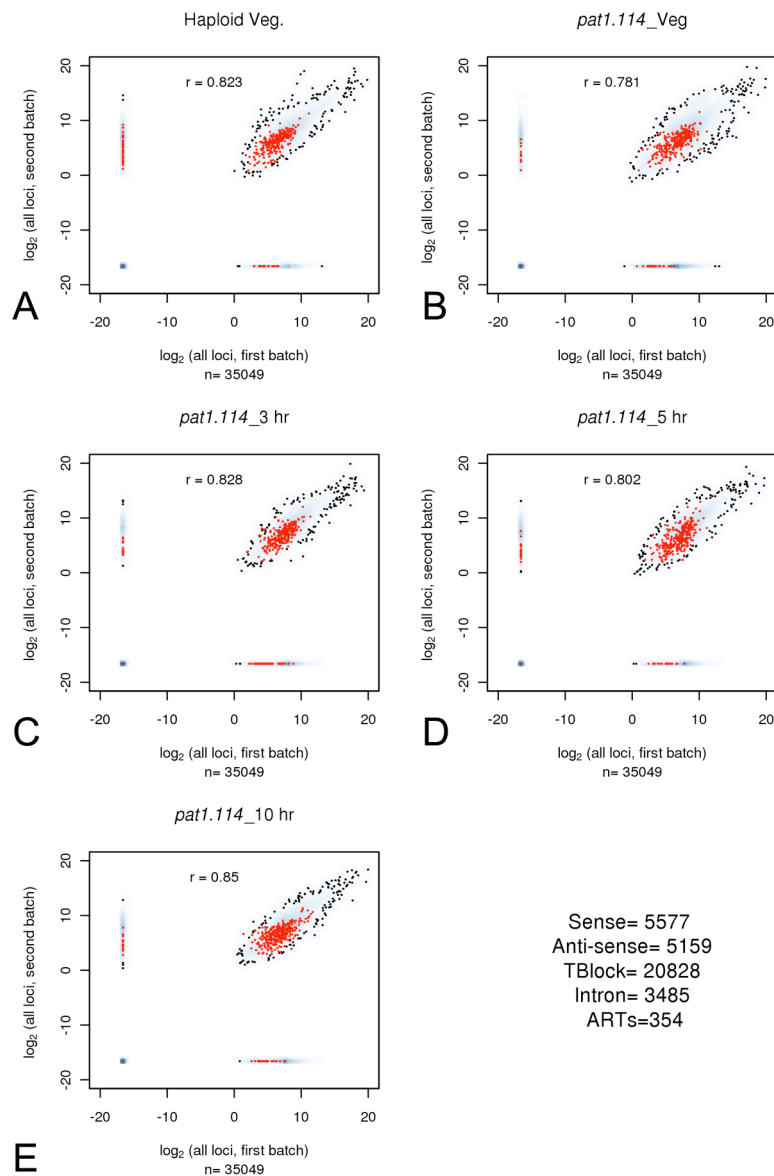 Haploid Veg.
20
10
0
-10
-20
r = 0.823
-20 -10 0 10 20
log2 (all loci, second batch)
log2 (all loci, first batch)
n= 35049
A
pat1.114_Veg
20
10
0
-10
-20
r = 0.781
-20 -10 0 10 20
log2 (all loci, second batch)
log2 (all loci, first batch)
n= 35049
B
pat1.114_3 hr
20
10
0
-10
-20
r = 0.828
-20 -10 0 10 20
log2 (all loci, second batch)
log2 (all loci, first batch)
n= 35049
C
pat1.114_5 hr
20
10
0
-10
-20
r = 0.802
-20 -10 0 10 20
log2 (all loci, second batch)
log2 (all loci, first batch)
n= 35049
D
pat1.114_10 hr
20
10
0
-10
-20
r = 0.85
-20 -10 0 10 20
log2 (all loci, second batch)
log2 (all loci, first batch)
n= 35049
E
Sense= 5577
Anti-sense= 5159
TBlock= 20828
Intron= 3485
ARTs=354